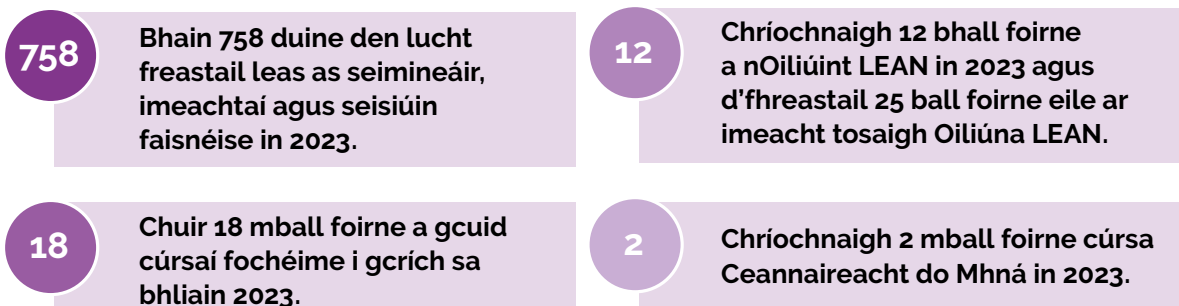 758
Bhain 758 duine den lucht
freastail leas as seimineáir,
imeachtaí agus seisiúin
faisnéise in 2023.
12
Chríochnaigh 12 bhall foirne
a nOiliúint LEAN in 2023 agus
d'fhreastail 25 ball foirne eile ar
imeacht tosaigh Oiliúna LEAN.
18
Chuir 18 mball foirne a gcuid
cúrsaí fochéime i gcrích sa
bhliain 2023.
2
Chríochnaigh 2 mball foirne cúrsa
Ceannaireacht do Mhná in 2023.